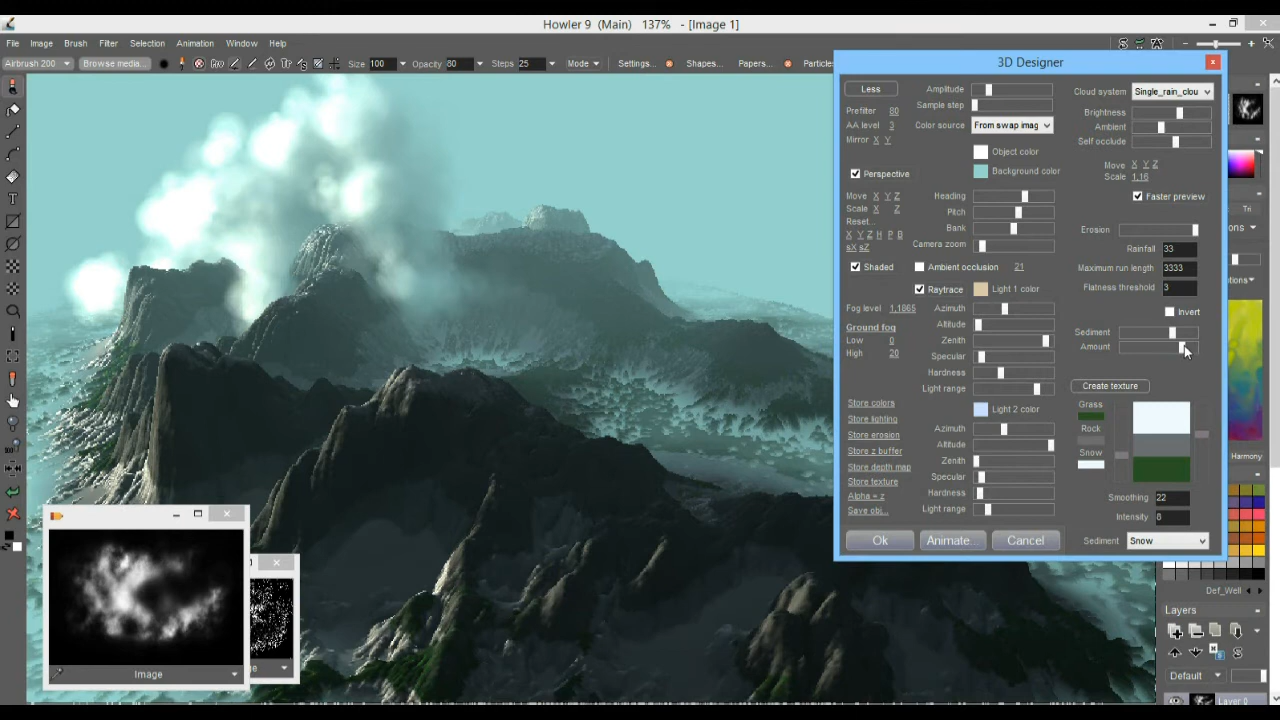 Howler 9 (Main) 137% - [Image 1]
File Image Brush Filter Selection Animation Window Help
Airbrush 200 Browse media... Size 100 Opacity 80 Steps 25 Mode Settings... Shapes... Papers... Particles
3D Designer
Less
Prefilter 80
AA level 3
Mirror X Y
Perspective
Move X Y Z
Scale X Z
Reset...
X Y Z H P B
sX sZ
Shaded
Fog level 1,1865
Ground fog
Low 0
High 20
Store colors
Store lighting
Store erosion
Store z buffer
Store depth map
Store texture
Alpha = z
Save obj...
Amplitude
Sample step
Color source From swap imag
Object color
Background color
Heading
Pitch
Bank
Camera zoom
Ambient occlusion 21
Raytrace Light 1 color
Azimuth
Altitude
Zenith
Specular
Hardness
Light range
Light 2 color
Azimuth
Altitude
Zenith
Specular
Hardness
Light range
Ok Animate... Cancel
Cloud system Single_rain_clou
Brightness
Ambient
Self occlude
Move X Y Z
Scale 1,16
Faster preview
Erosion
Rainfall 33
Maximum run length 3333
Flatness threshold 3
Invert
Sediment
Amount
Create texture
Grass
Rock
Snow
Smoothing 22
Intensity 8
Sediment Snow
Tri
Harmony
Def_Well
Layers
Default
Layer 0
Image